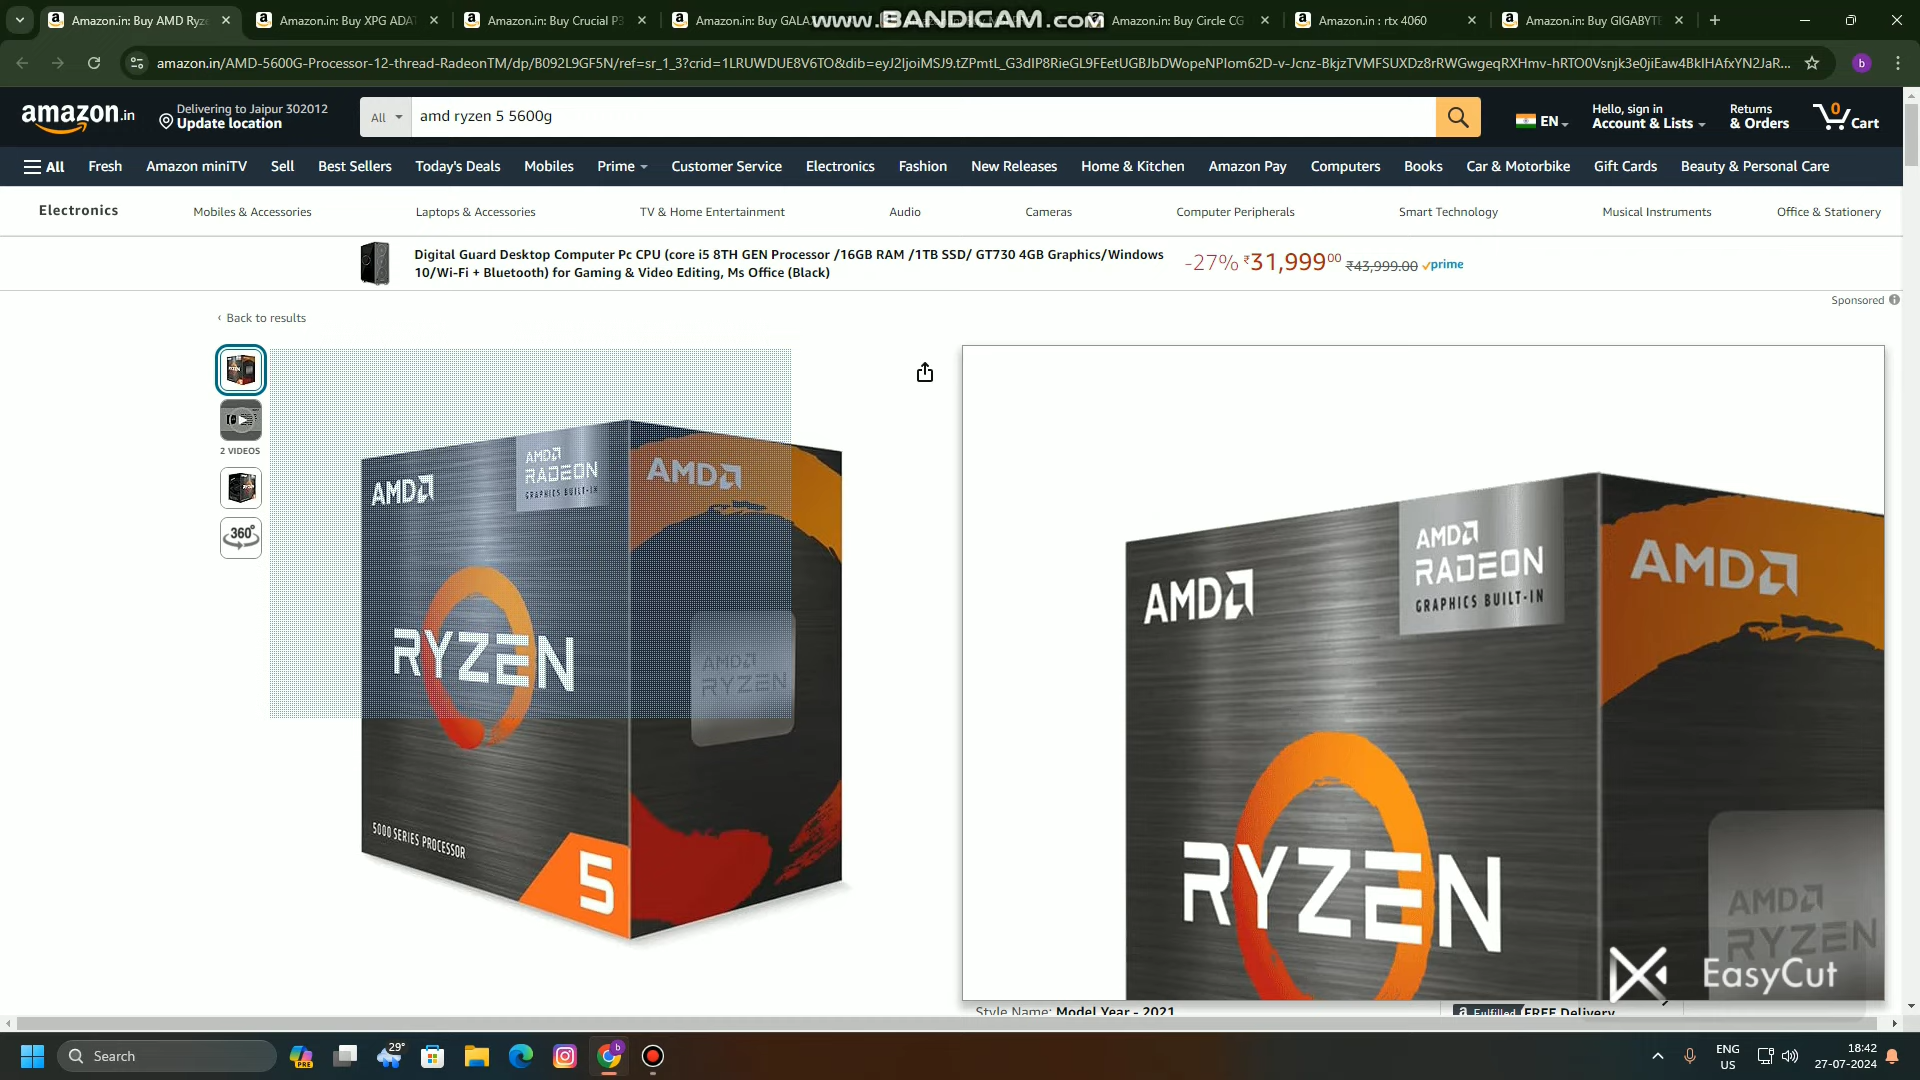 Amazon.in: Buy AMD Ryze
Amazon.in: Buy XPG ADAT
Amazon.in: Buy Crucial P3
Amazon.in: Buy GALA
www.BANDICAM.com
Amazon.in: Buy Circle CG
Amazon.in : rtx 4060
Amazon.in: Buy GIGABYTE
amazon.in/AMD-5600G-Processor-12-thread-RadeonTM/dp/B092L9GF5N/ref=sr_1_3?crid=1LRUWDUE8V6TO&dib=eyJ2IjoiMSJ9.tZPmtL_G3dIP8RieGL9FEetUGBJbDWopeNPIom62D-v-Jcnz-BkjzTVMFSUXDz8rRWGwgeqRXHmv-hRTO0Vsnjk3e0jiEaw4BkIHAfxYN2JaR...
b
amazon.in
Delivering to Jaipur 302012
Update location
All
amd ryzen 5 5600g
EN
Hello, sign in
Account & Lists
Returns
& Orders
0
Cart
All
Fresh
Amazon miniTV
Sell
Best Sellers
Today's Deals
Mobiles
Prime
Customer Service
Electronics
Fashion
New Releases
Home & Kitchen
Amazon Pay
Computers
Books
Car & Motorbike
Gift Cards
Beauty & Personal Care
Electronics
Mobiles & Accessories
Laptops & Accessories
TV & Home Entertainment
Audio
Cameras
Computer Peripherals
Smart Technology
Musical Instruments
Office & Stationery
Digital Guard Desktop Computer Pc CPU (core i5 8TH GEN Processor /16GB RAM /1TB SSD/ GT730 4GB Graphics/Windows
10/Wi-Fi + Bluetooth) for Gaming & Video Editing, Ms Office (Black)
-27% ₹31,99900 ₹43,999.00 prime
Sponsored
‹ Back to results
2 VIDEOS
360°
AMD
AMD
RADEON
GRAPHICS BUILT-IN
AMD
RYZEN
AMD
RYZEN
5000 SERIES PROCESSOR
5
AMD
AMD
RADEON
GRAPHICS BUILT-IN
AMD
RYZEN
AMD
RYZEN
EasyCut
Style Name: Model Year - 2021
a Fulfilled FREE Delivery
Search
PRE
29°
b
ENG
US
18:42
27-07-2024